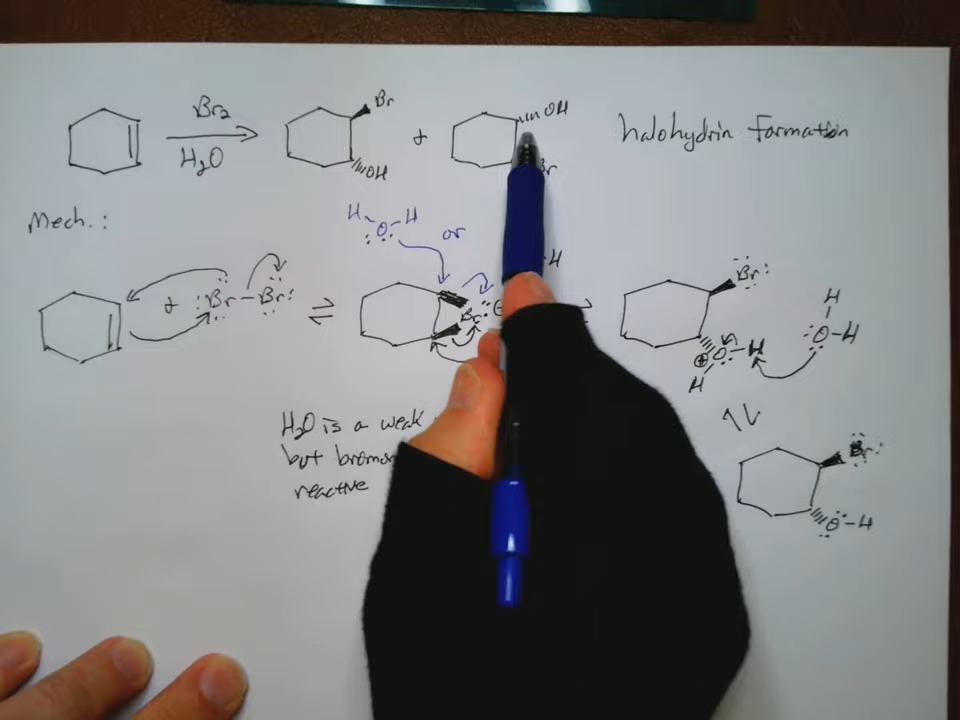 Br₂
H₂O
Br
OH
+
OH
Br
halohydrin Formation
Mech.:
H O H
or
H
+ :Br - Br:
Br:
Br:
H
O - H
⊕ O - H
H
H₂O is a weak
but bromon
reactive
Br:
O - H